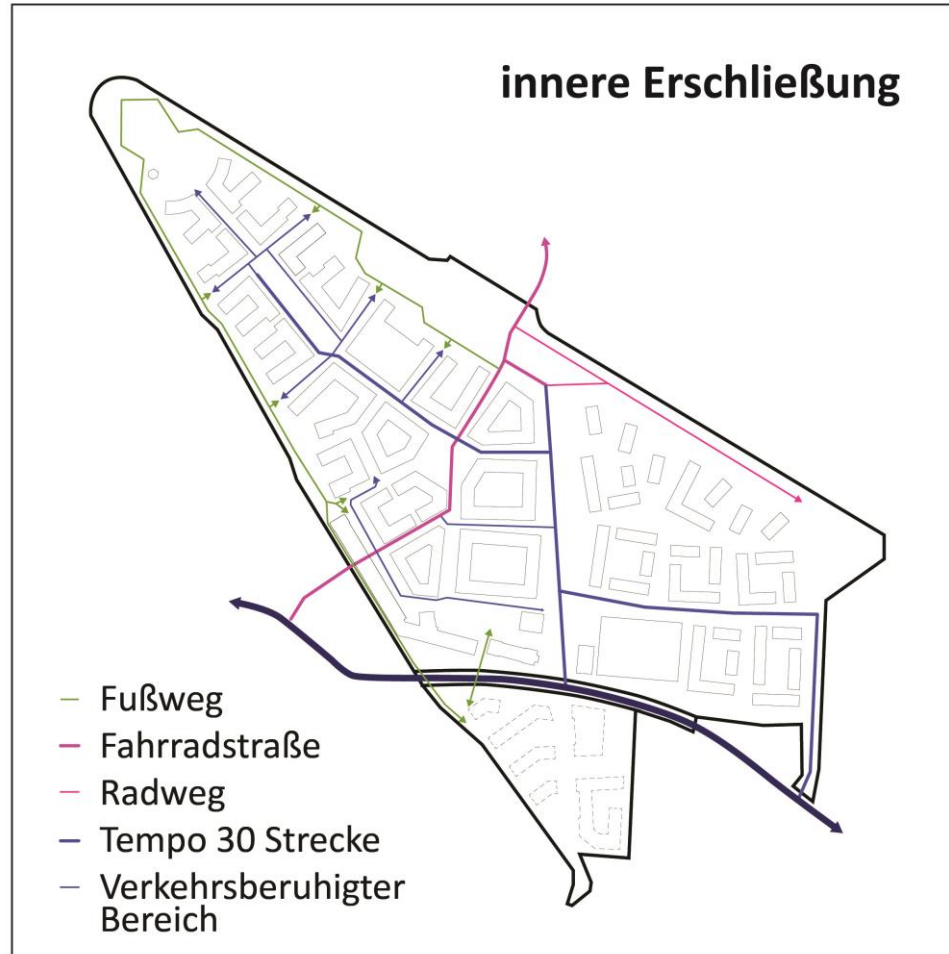 innere Erschließung
Fußweg
Fahrradstraße
Radweg
Tempo 30 Strecke
Verkehrsberuhigter
Bereich